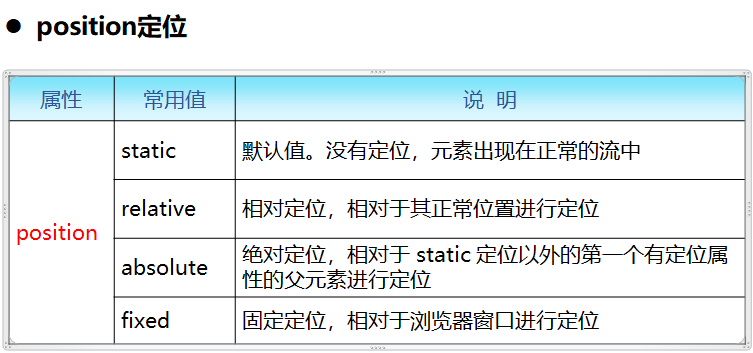 ● position定位
属性 常用值 说 明
position
static 默认值。没有定位，元素出现在正常的流中
relative 相对定位，相对于其正常位置进行定位
absolute 绝对定位，相对于 static 定位以外的第一个有定位属
性的父元素进行定位
fixed 固定定位，相对于浏览器窗口进行定位